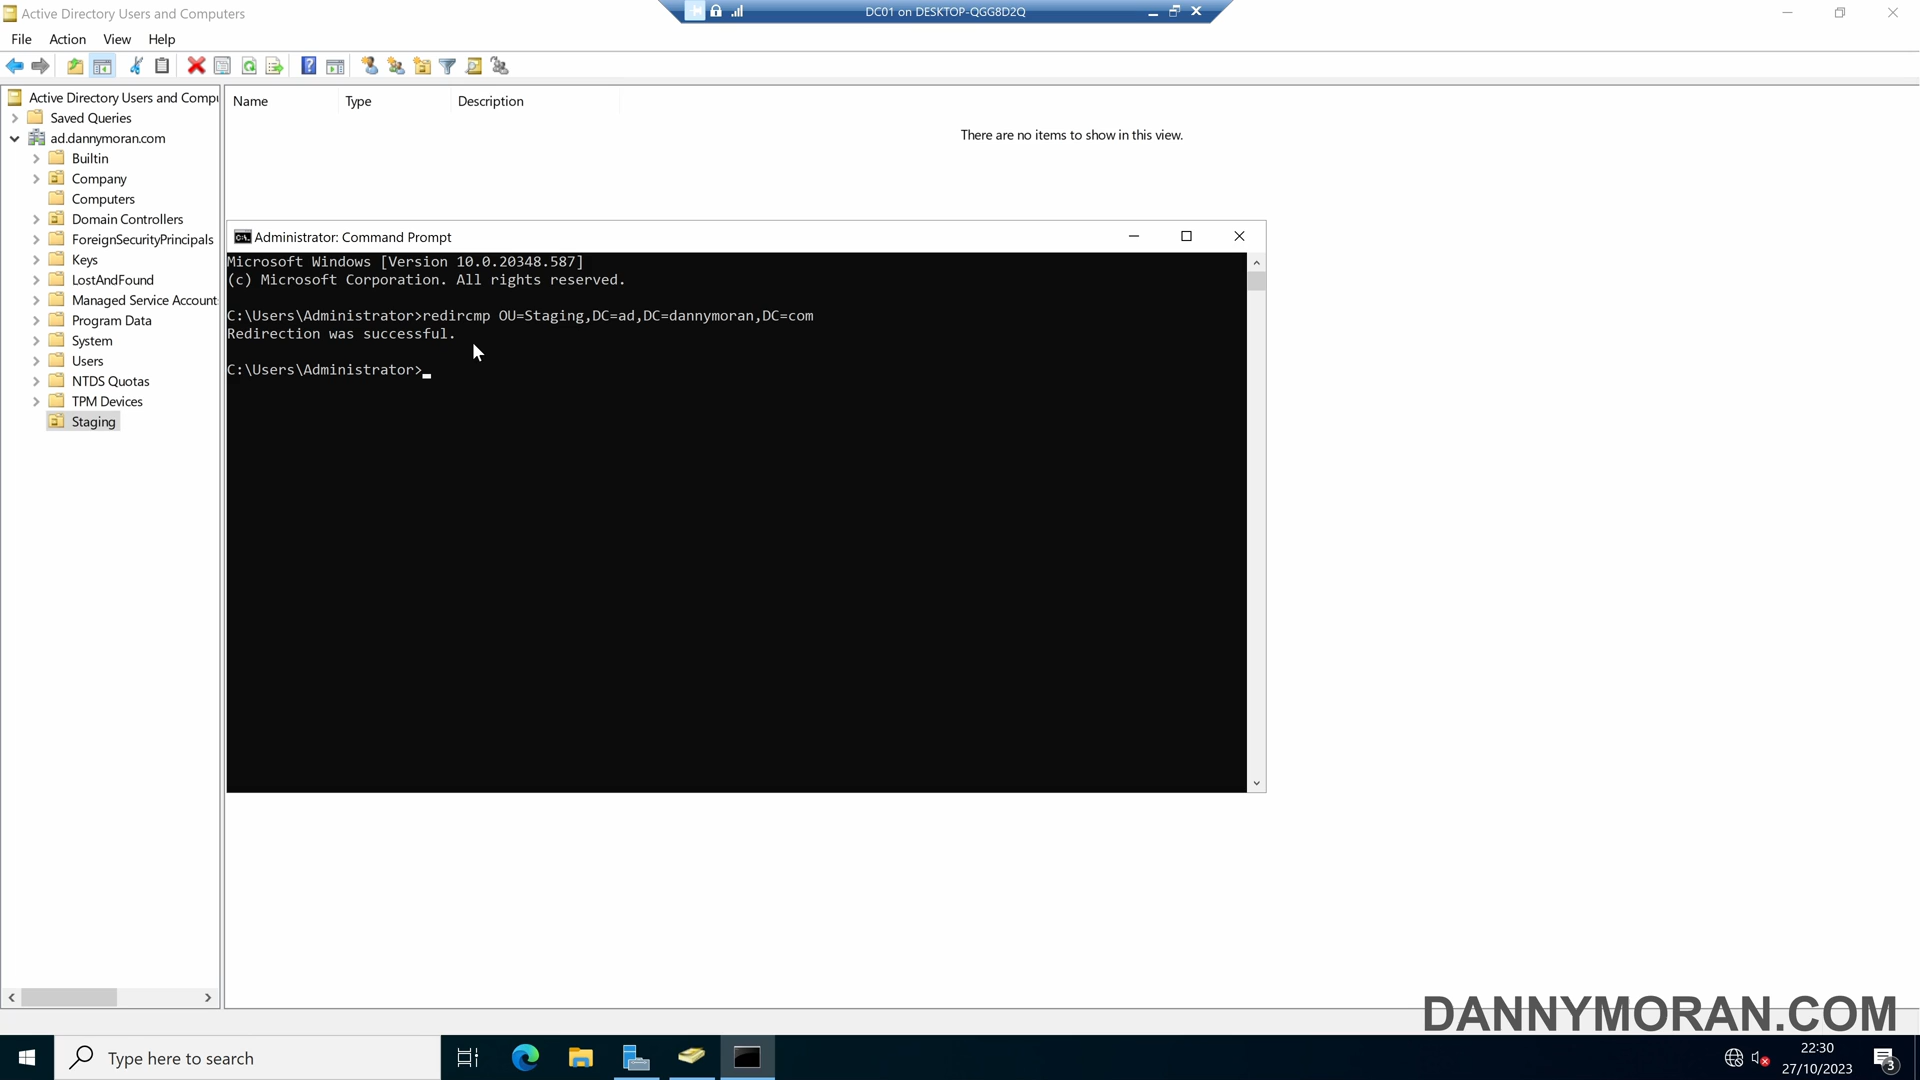 Active Directory Users and Computers
DC01 on DESKTOP-QGG8D2Q
File Action View Help
Active Directory Users and Compu
Saved Queries
ad.dannymoran.com
Builtin
Company
Computers
Domain Controllers
ForeignSecurityPrincipals
Keys
LostAndFound
Managed Service Account
Program Data
System
Users
NTDS Quotas
TPM Devices
Staging
Name Type Description
There are no items to show in this view.
Administrator: Command Prompt
Microsoft Windows [Version 10.0.20348.587]
(c) Microsoft Corporation. All rights reserved.
C:\Users\Administrator>redircmp OU=Staging,DC=ad,DC=dannymoran,DC=com
Redirection was successful.
C:\Users\Administrator>
DANNYMORAN.COM
Type here to search
22:30
27/10/2023
3